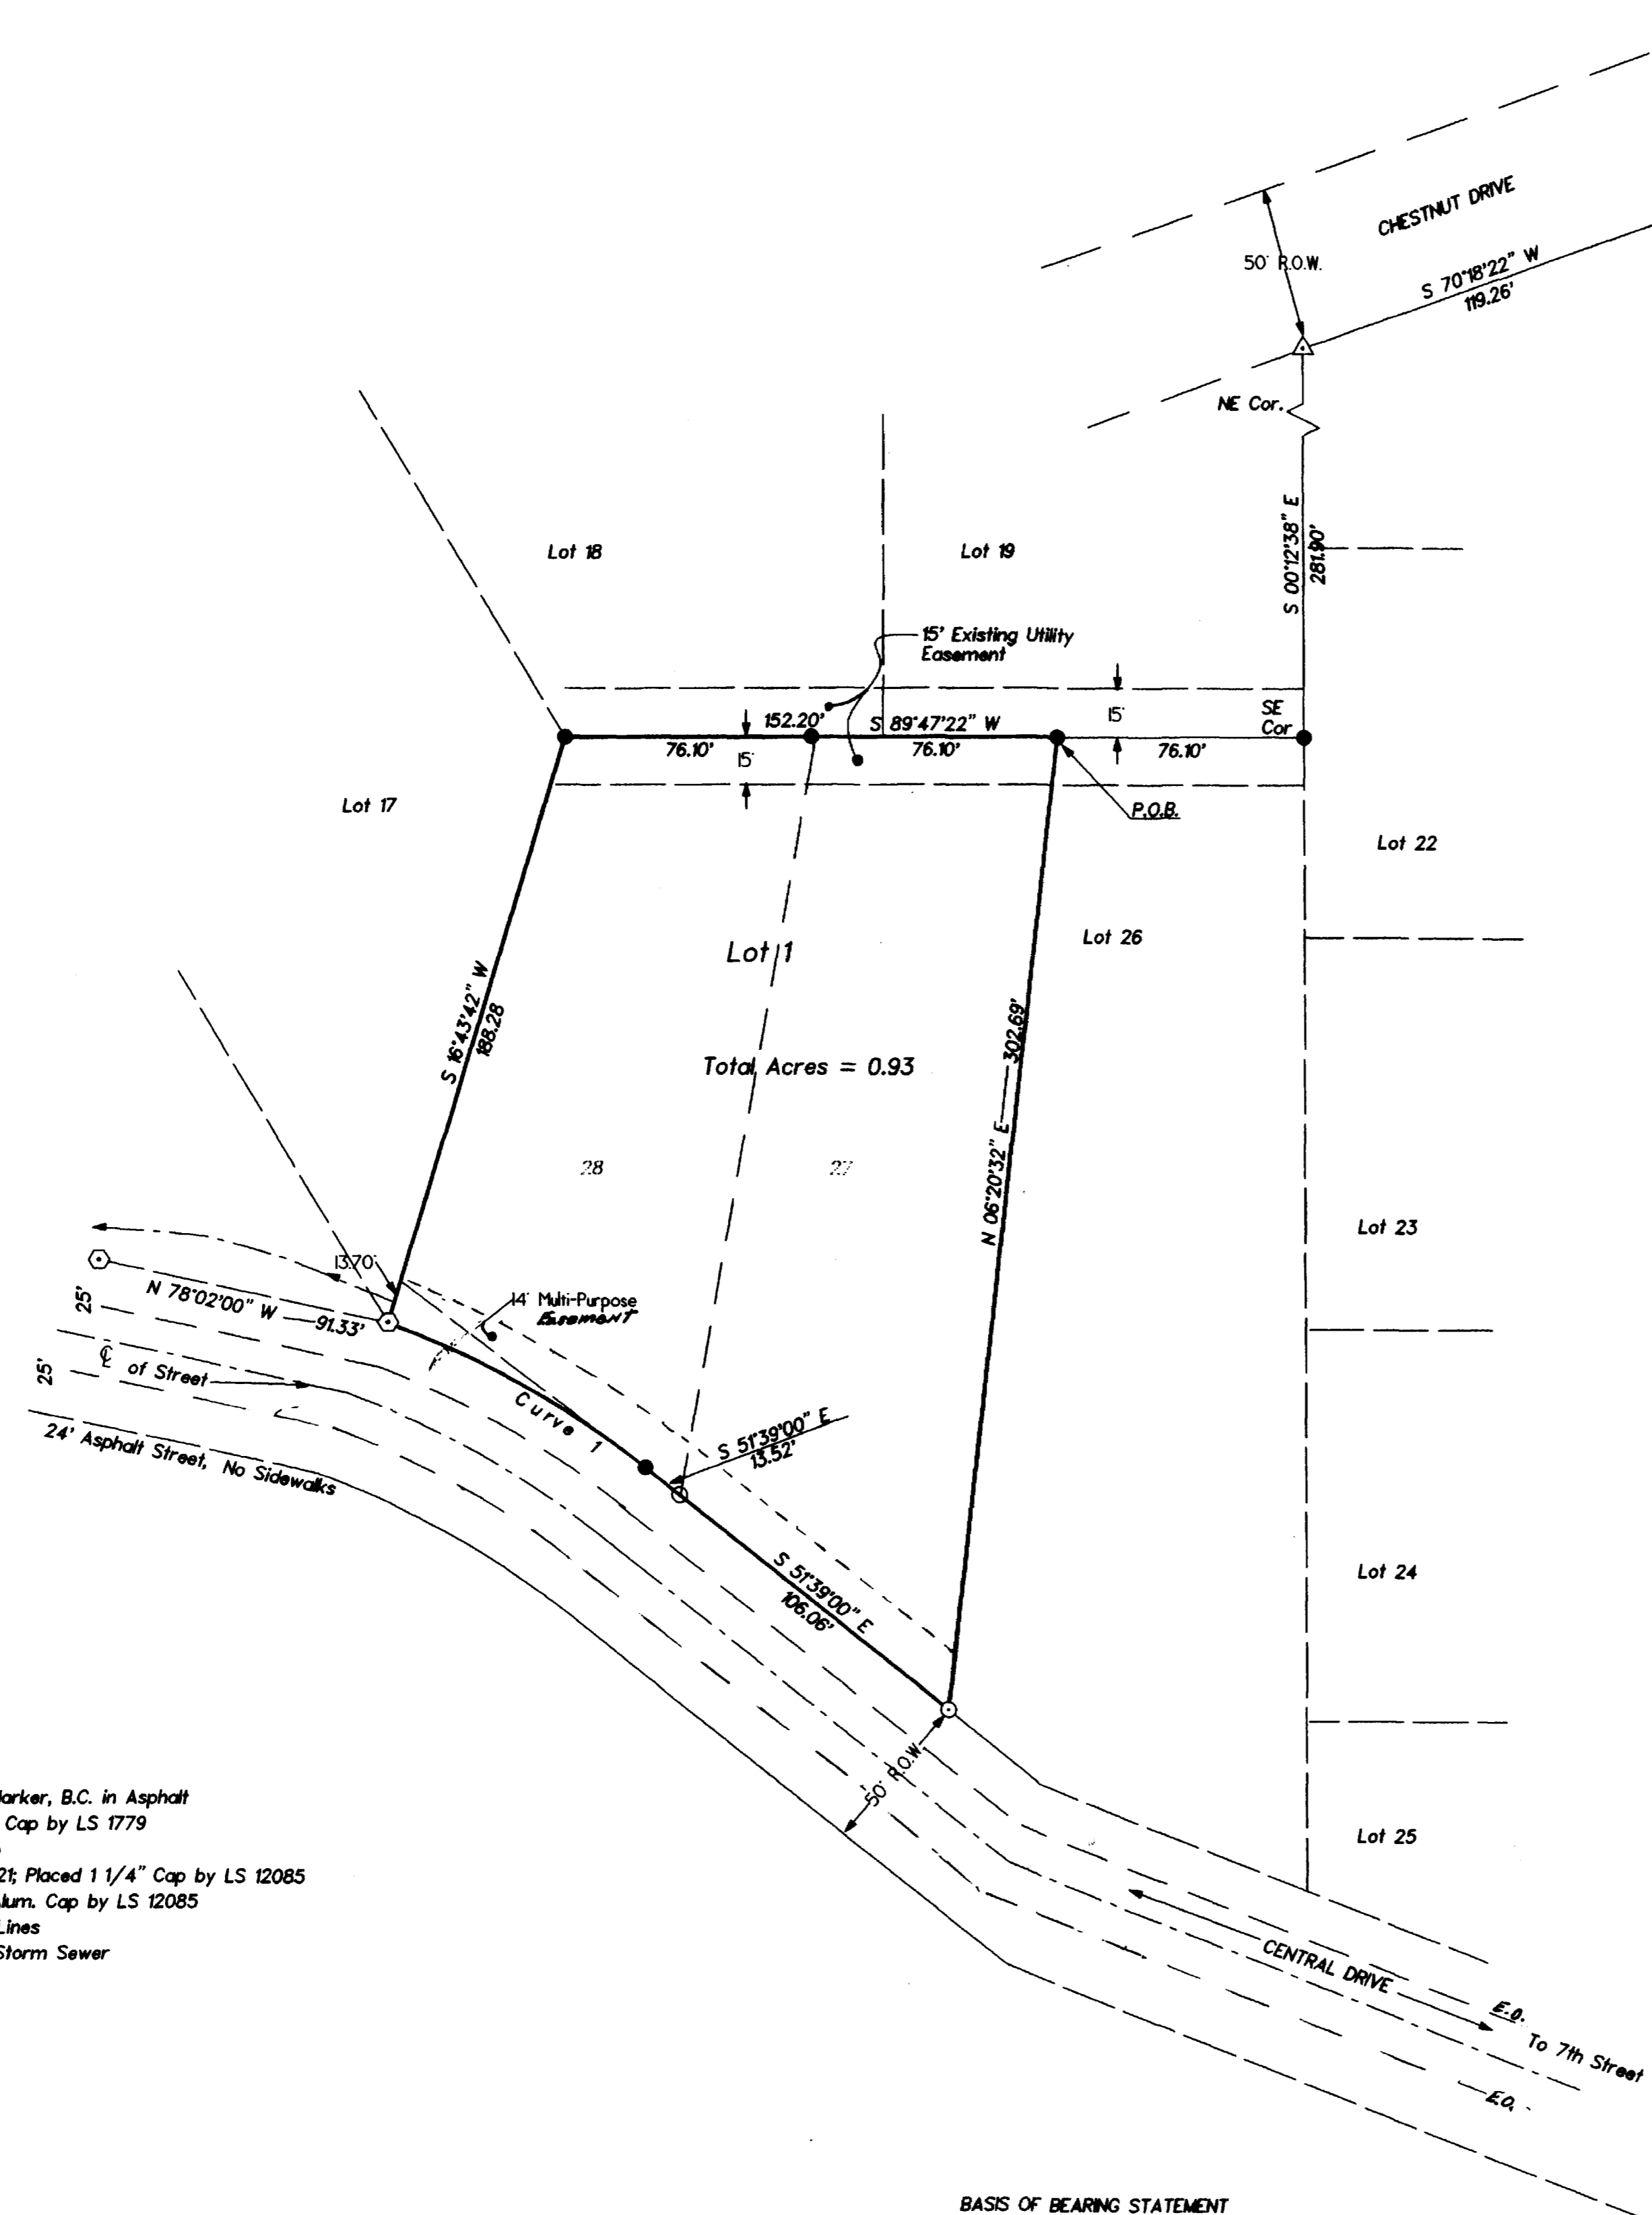 CHESTNUT DRIVE
50' R.O.W.
S 70°18'22" W
119.26'
NE Cor.
S 00°12'38" E
281.90'
Lot 18
Lot 19
15' Existing Utility
Easement
152.20'
S 89°47'22" W
15'
SE
Cor
76.10'
15'
76.10'
76.10'
P.O.B.
Lot 17
Lot 22
Lot 26
Lot 1
S 16°43'42" W
188.28
N 06°20'32" E 302.69'
Total Acres = 0.93
28
27
Lot 23
13.70'
N 78°02'00" W 91.33'
14' Multi-Purpose
Easement
25'
℄ of Street
25'
Curve 1
24' Asphalt Street, No Sidewalks
S 51°39'00" E
13.52'
S 51°39'00" E
106.06'
Lot 24
50' R.O.W.
arker, B.C. in Asphalt
Cap by LS 1779
21; Placed 1 1/4" Cap by LS 12085
lum. Cap by LS 12085
Lines
Storm Sewer
Lot 25
CENTRAL DRIVE
E.O.
To 7th Street
E.O.
BASIS OF BEARING STATEMENT